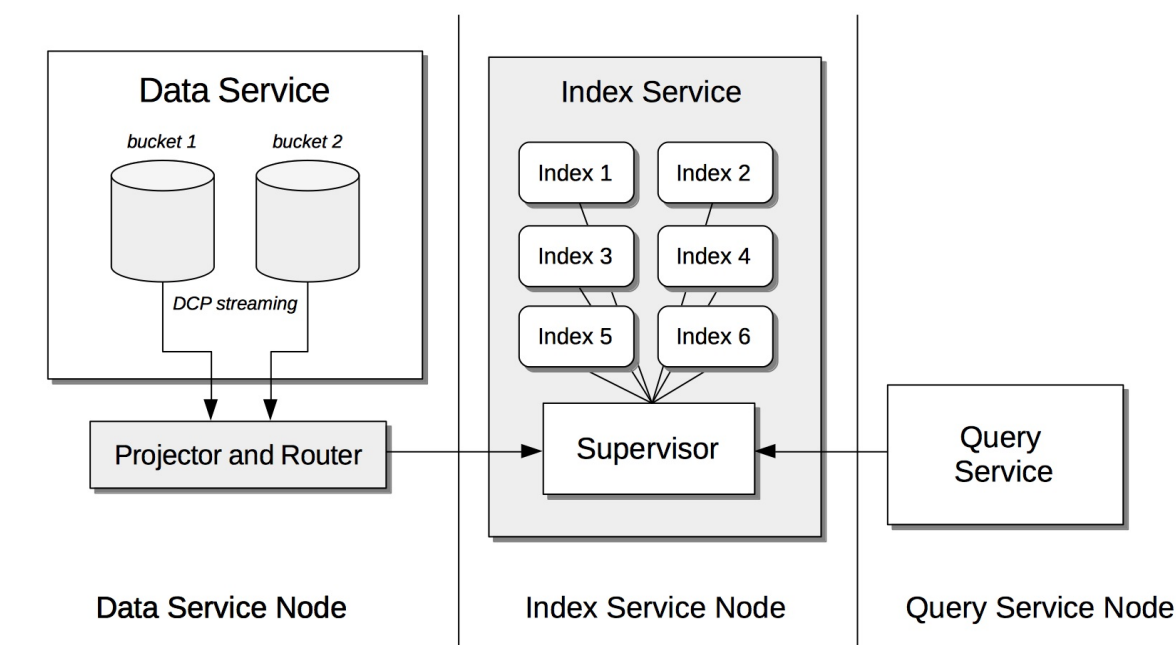 Data Service
bucket 1
bucket 2
DCP streaming
Projector and Router
Data Service Node
Index Service
Index 1
Index 2
Index 3
Index 4
Index 5
Index 6
Supervisor
Index Service Node
Query
Service
Query Service Node